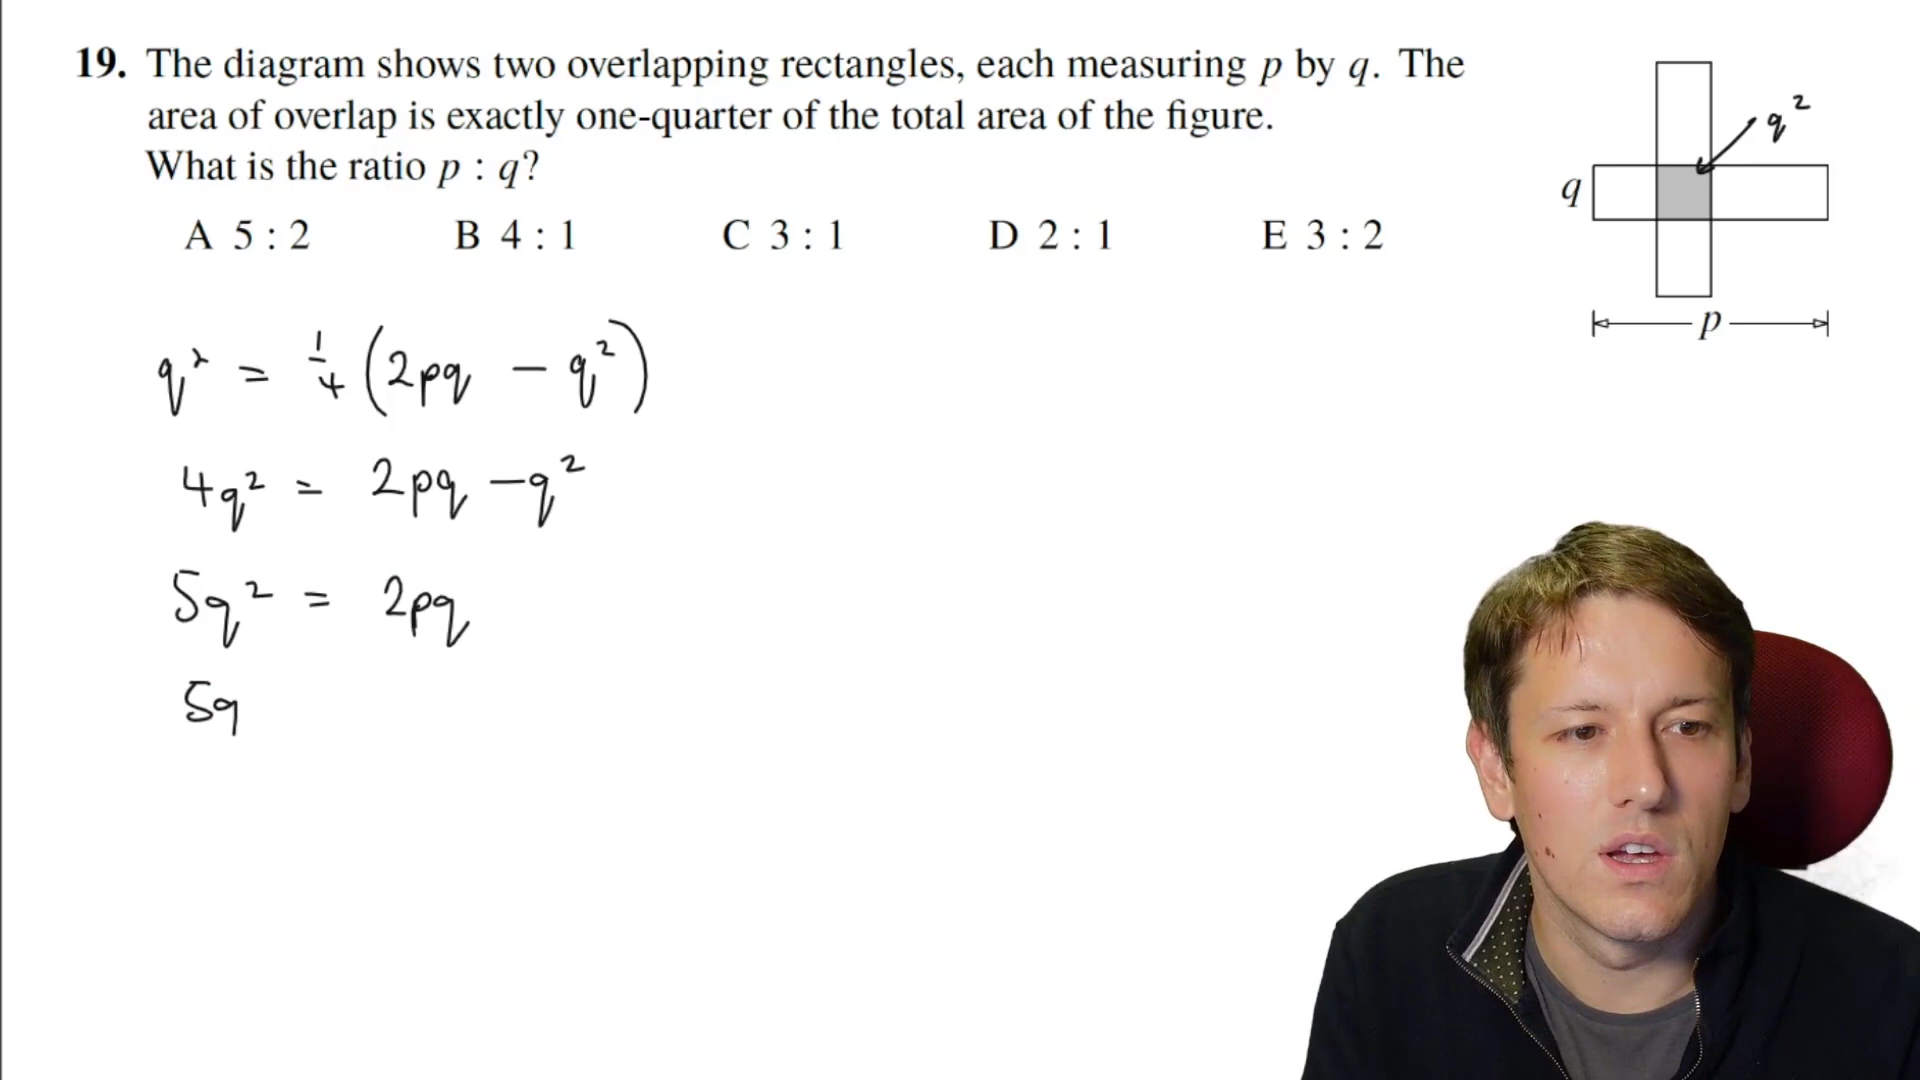 19. The diagram shows two overlapping rectangles, each measuring p by q. The
area of overlap is exactly one-quarter of the total area of the figure.
What is the ratio p : q?
A 5 : 2 B 4 : 1 C 3 : 1 D 2 : 1 E 3 : 2
q²
q
p
q² = 1/4 (2pq - q²)
4q² = 2pq - q²
5q² = 2pq
5q